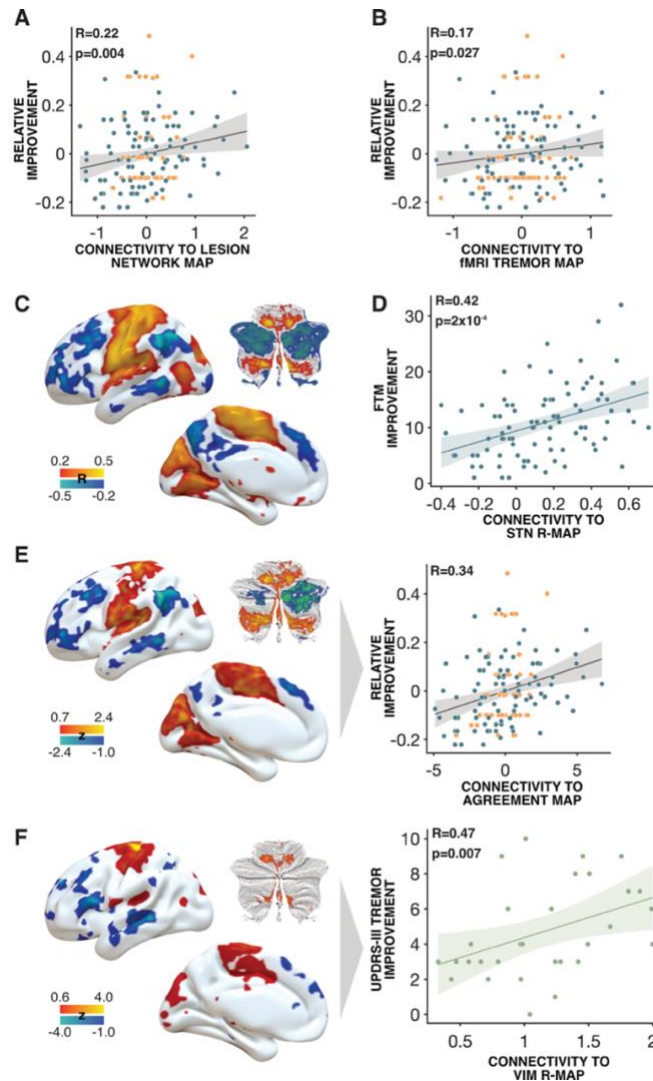 A
R=0.22
p=0.004
RELATIVE
IMPROVEMENT
0.4
0.2
0
-0.2
-1
0
1
2
CONNECTIVITY TO LESION
NETWORK MAP
B
R=0.17
p=0.027
RELATIVE
IMPROVEMENT
0.4
0.2
0
-0.2
-1
0
1
CONNECTIVITY TO
fMRI TREMOR MAP
C
0.2 0.5
R
-0.5 -0.2
D
R=0.42
p=2x10⁻⁴
FTM
IMPROVEMENT
30
20
10
0
-0.4
-0.2
0
0.2
0.4
0.6
CONNECTIVITY TO
STN R-MAP
E
0.7 2.4
z
-2.4 -1.0
R=0.34
RELATIVE
IMPROVEMENT
0.4
0.2
0
-0.2
-5
0
5
CONNECTIVITY TO
AGREEMENT MAP
F
0.6 4.0
z
-4.0 -1.0
R=0.47
p=0.007
UPDRS-III TREMOR
IMPROVEMENT
10
8
6
4
2
0
0.5
1
1.5
2
CONNECTIVITY TO
VIM R-MAP